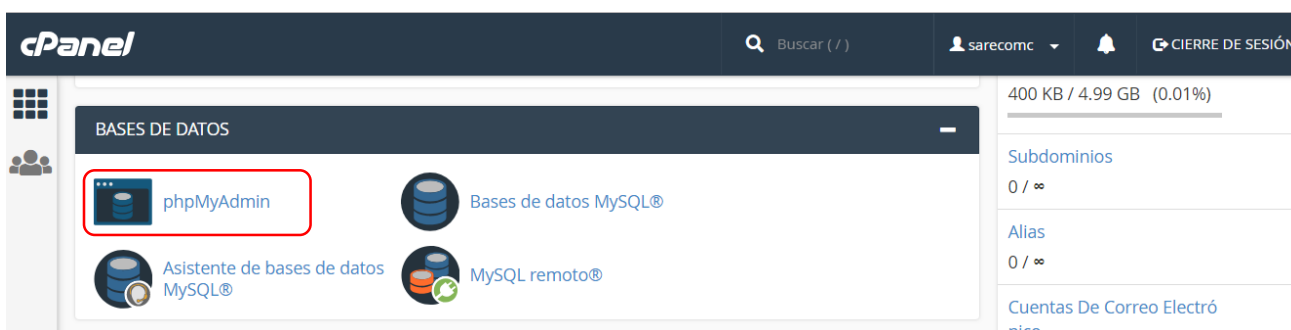 cPanel
Buscar ( / )
sarecomc
CIERRE DE SESIÓN
400 KB / 4.99 GB (0.01%)
BASES DE DATOS
Subdominios
0 / ∞
phpMyAdmin
Bases de datos MySQL®
Alias
0 / ∞
Asistente de bases de datos
MySQL®
MySQL remoto®
Cuentas De Correo Electró